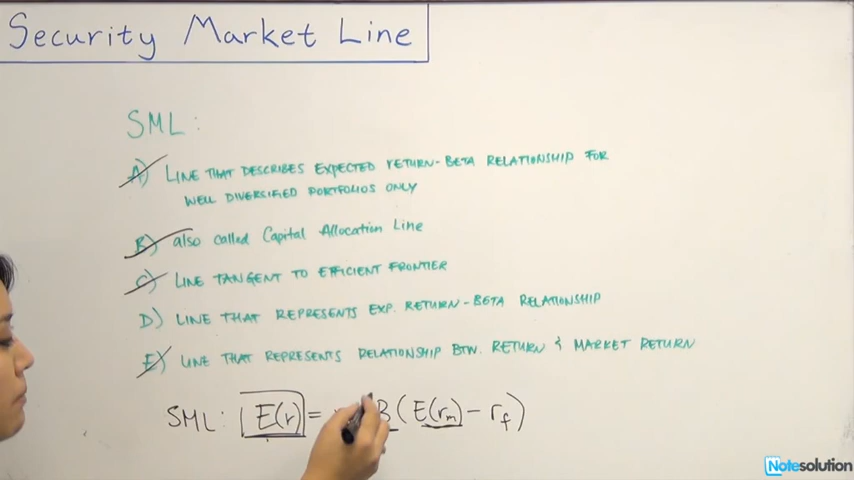 Security Market Line
SML:
A) LINE THAT DESCRIBES EXPECTED RETURN-BETA RELATIONSHIP FOR
WELL DIVERSIFIED PORTFOLIOS ONLY
B) also called Capital Allocation Line
C) LINE TANGENT TO EFFICIENT FRONTIER
D) LINE THAT REPRESENTS EXP. RETURN-BETA RELATIONSHIP
E) LINE THAT REPRESENTS RELATIONSHIP BTW. RETURN & MARKET RETURN
SML: E(r) = B(E(rm) - rf)
Notesolution